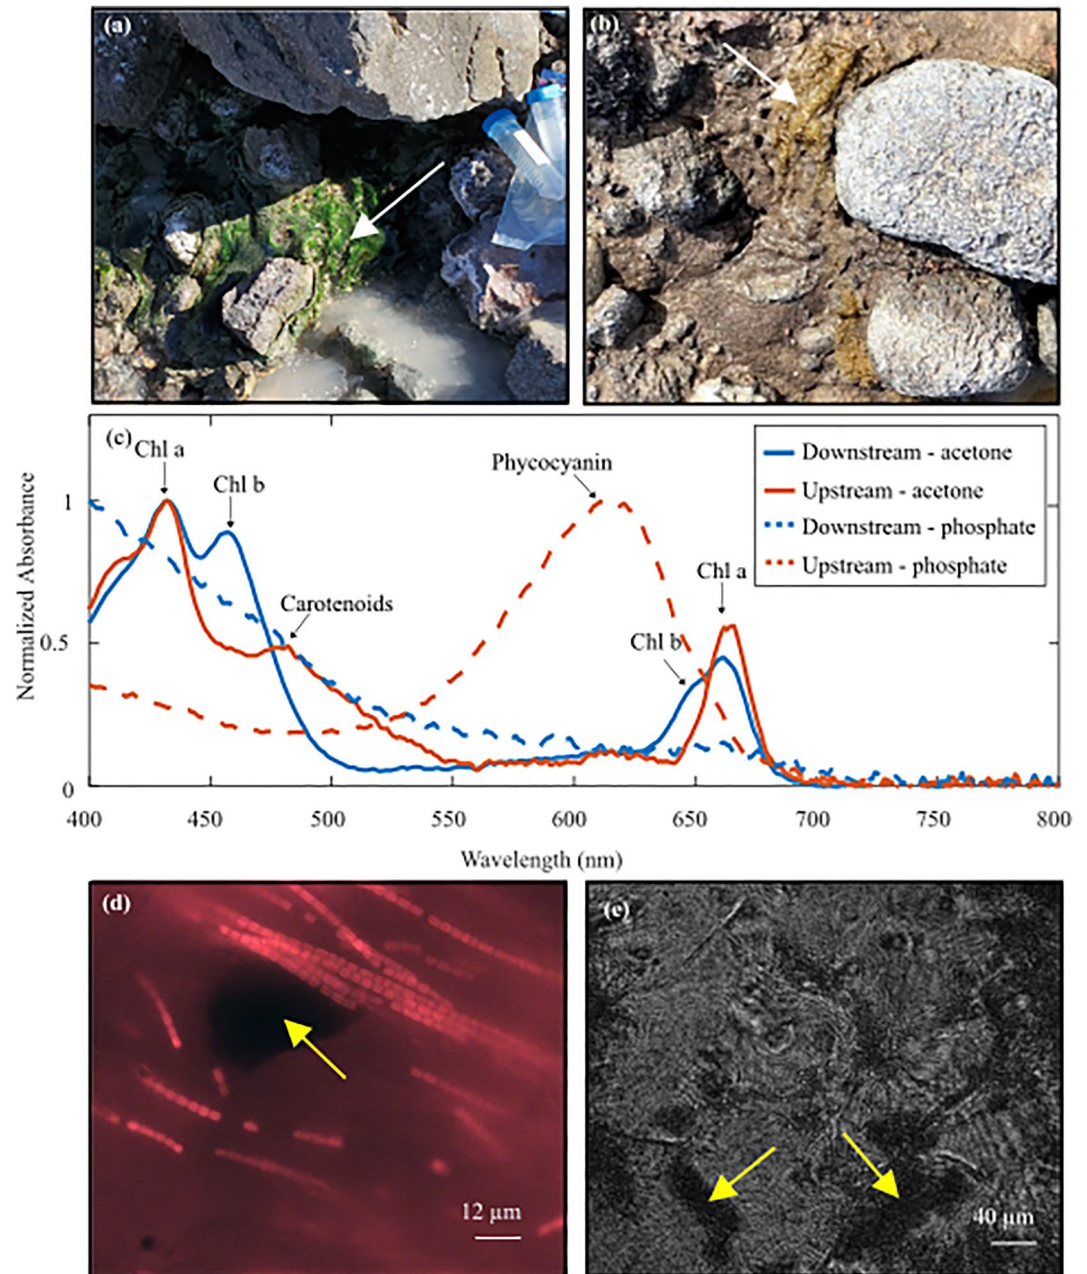 (a)
(b)
(c)
Chl a
Chl b
Carotenoids
Phycocyanin
Chl a
Chl b
Downstream - acetone
Upstream - acetone
Downstream - phosphate
Upstream - phosphate
Normalized Absorbance
1
0.5
0
400 450 500 550 600 650 700 750 800
Wavelength (nm)
(d)
12 µm
(e)
40 µm